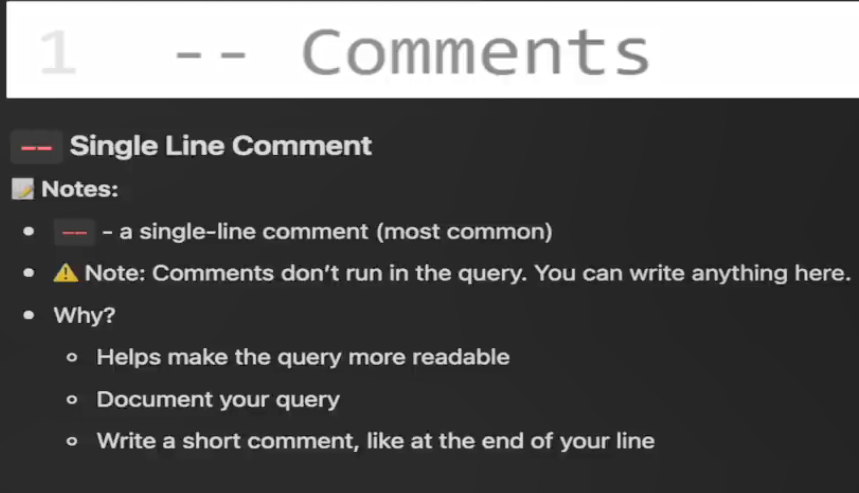 1 -- Comments
-- Single Line Comment
📝 Notes:
• -- - a single-line comment (most common)
• ⚠️ Note: Comments don’t run in the query. You can write anything here.
• Why?
◦ Helps make the query more readable
◦ Document your query
◦ Write a short comment, like at the end of your line